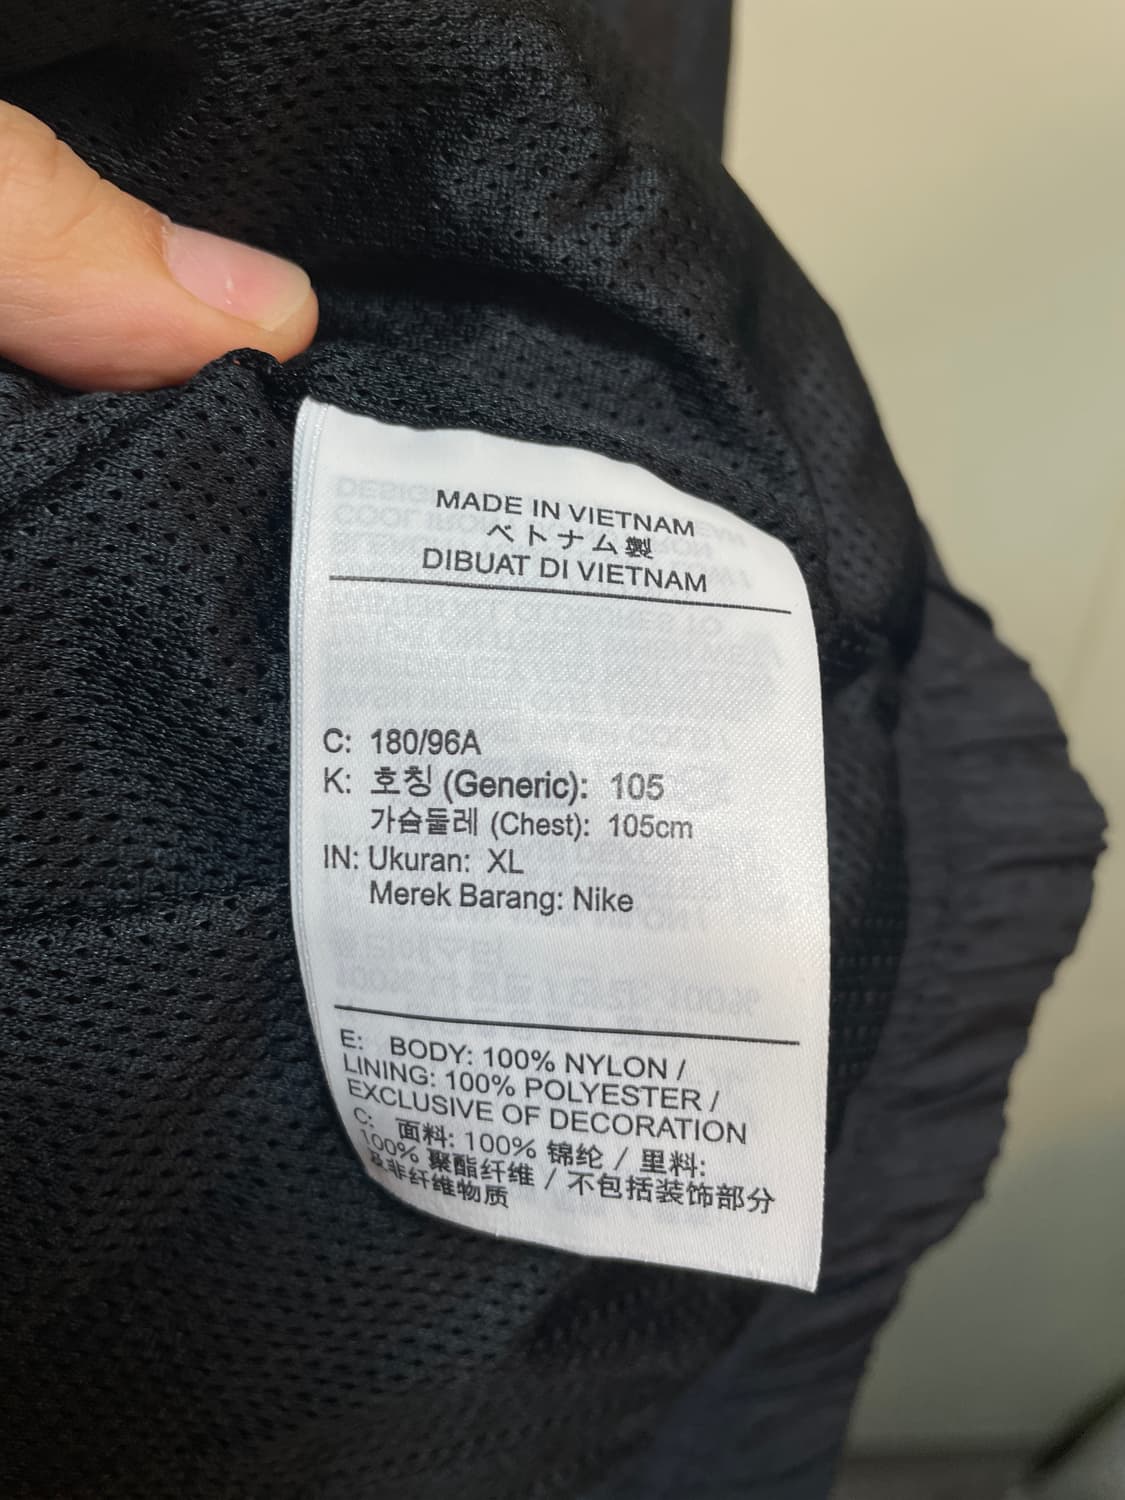 MADE IN VIETNAM
ベトナム製
DIBUAT DI VIETNAM
C: 180/96A
K: 호칭 (Generic): 105
가슴둘레 (Chest): 105cm
IN: Ukuran: XL
Merek Barang: Nike
E: BODY: 100% NYLON /
LINING: 100% POLYESTER /
EXCLUSIVE OF DECORATION
C: 面料: 100% 锦纶 / 里料:
100% 聚酯纤维 / 不包括装饰部分
及非纤维物质